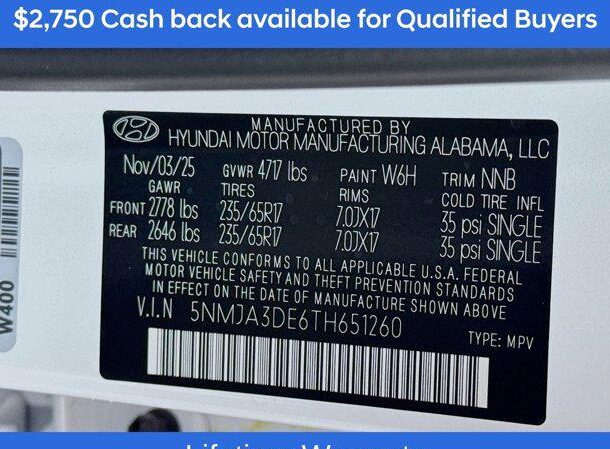 $2,750 Cash back available for Qualified Buyers
MANUFACTURED BY
HYUNDAI MOTOR MANUFACTURING ALABAMA, LLC
Nov/03/25 GVWR 4717 lbs PAINT W6H TRIM NNB
GAWR TIRES RIMS COLD TIRE INFL
FRONT 2778 lbs 235/65R17 7.0JX17 35 psi SINGLE
REAR 2646 lbs 235/65R17 7.0JX17 35 psi SINGLE
THIS VEHICLE CONFORMS TO ALL APPLICABLE U.S.A. FEDERAL
MOTOR VEHICLE SAFETY AND THEFT PREVENTION STANDARDS
IN EFFECT ON THE DATE OF MANUFACTURE SHOWN ABOVE
V.I.N 5NMJA3DE6TH651260
TYPE: MPV
W400